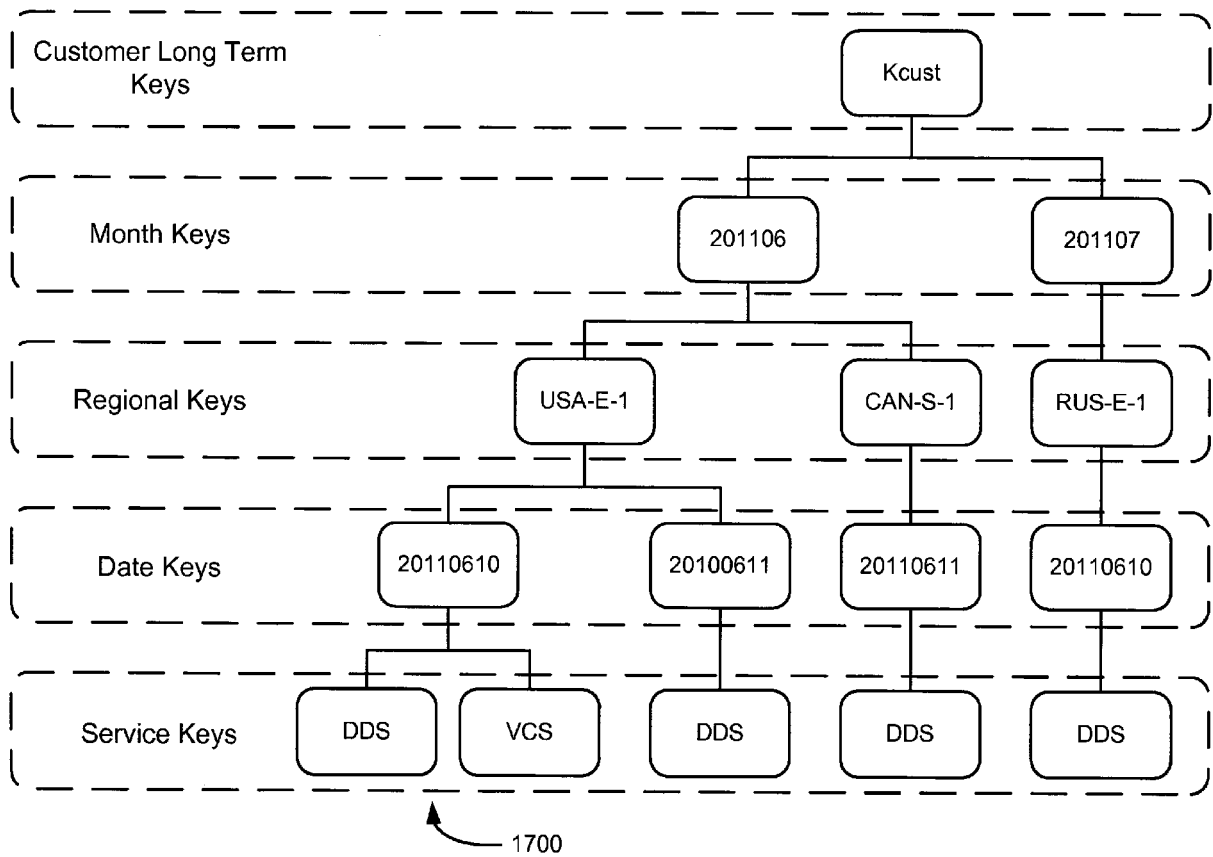 Customer Long Term
Keys
Kcust
Month Keys
201106
201107
Regional Keys
USA-E-1
CAN-S-1
RUS-E-1
Date Keys
20110610
20100611
20110611
20110610
Service Keys
DDS
VCS
DDS
DDS
DDS
1700